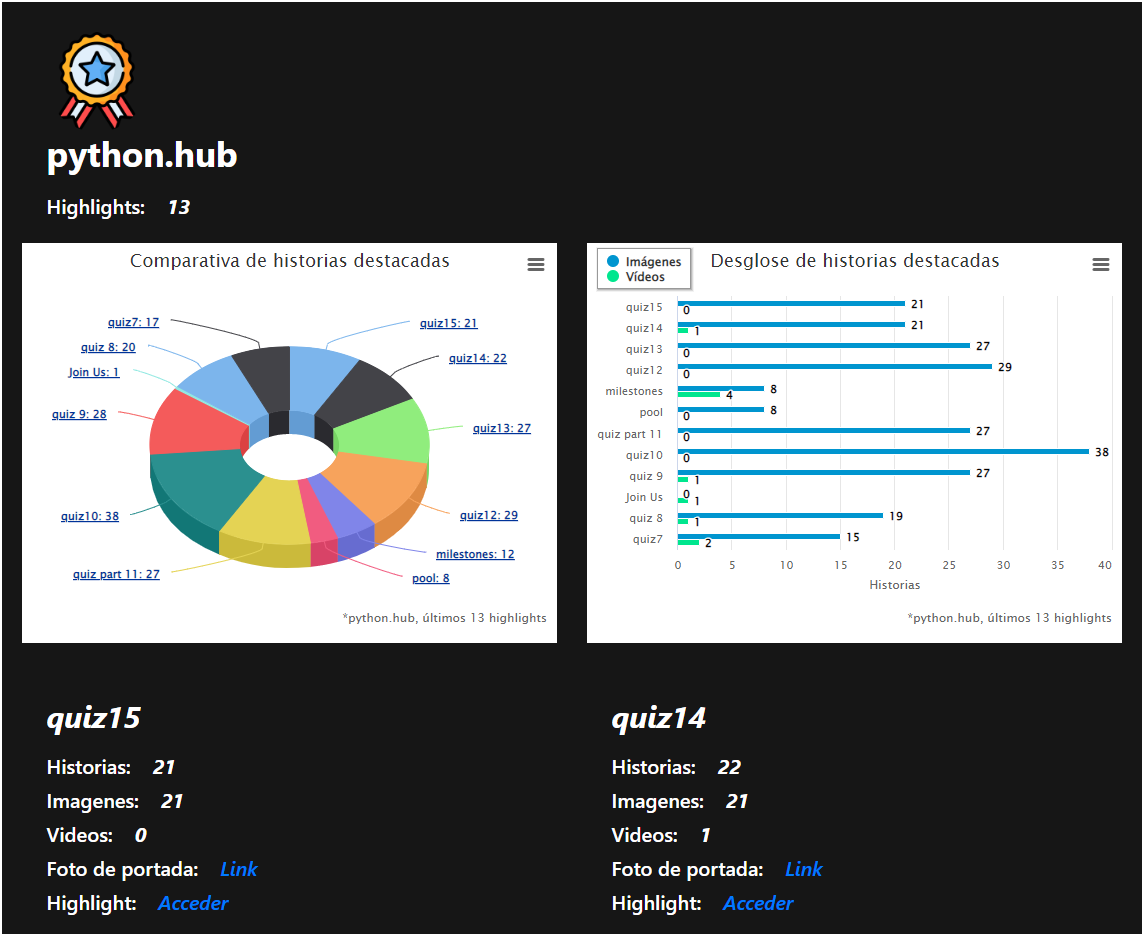 python.hub
Highlights: 13
Comparativa de historias destacadas
quiz7: 17
quiz15: 21
quiz 8: 20
quiz14: 22
Join Us: 1
quiz 9: 28
quiz13: 27
quiz10: 38
quiz12: 29
milestones: 12
quiz part 11: 27
pool: 8
*python.hub, últimos 13 highlights
Imágenes
Vídeos
Desglose de historias destacadas
quiz15 21 0
quiz14 21 1
quiz13 27 0
quiz12 29 0
milestones 8 4
pool 8 0
quiz part 11 27 0
quiz10 38 0
quiz 9 27 1
Join Us 0 1
quiz 8 19 1
quiz7 15 2
0 5 10 15 20 25 30 35 40
Historias
*python.hub, últimos 13 highlights
quiz15
Historias: 21
Imagenes: 21
Videos: 0
Foto de portada: Link
Highlight: Acceder
quiz14
Historias: 22
Imagenes: 21
Videos: 1
Foto de portada: Link
Highlight: Acceder